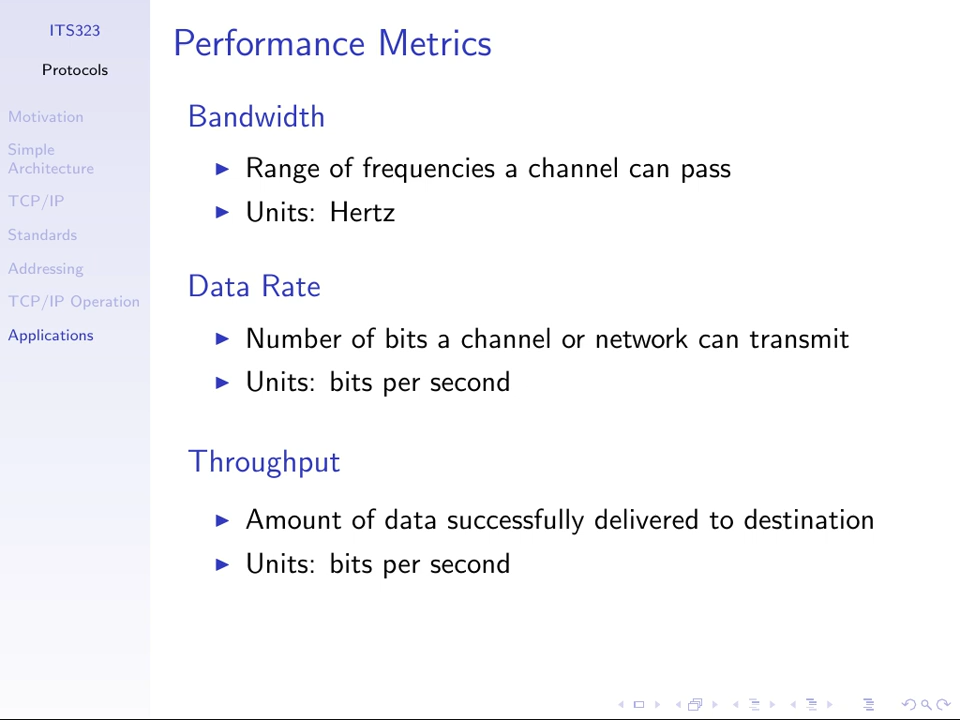 ITS323
Protocols
Motivation
Simple
Architecture
TCP/IP
Standards
Addressing
TCP/IP Operation
Applications
Performance Metrics
Bandwidth
Range of frequencies a channel can pass
Units: Hertz
Data Rate
Number of bits a channel or network can transmit
Units: bits per second
Throughput
Amount of data successfully delivered to destination
Units: bits per second